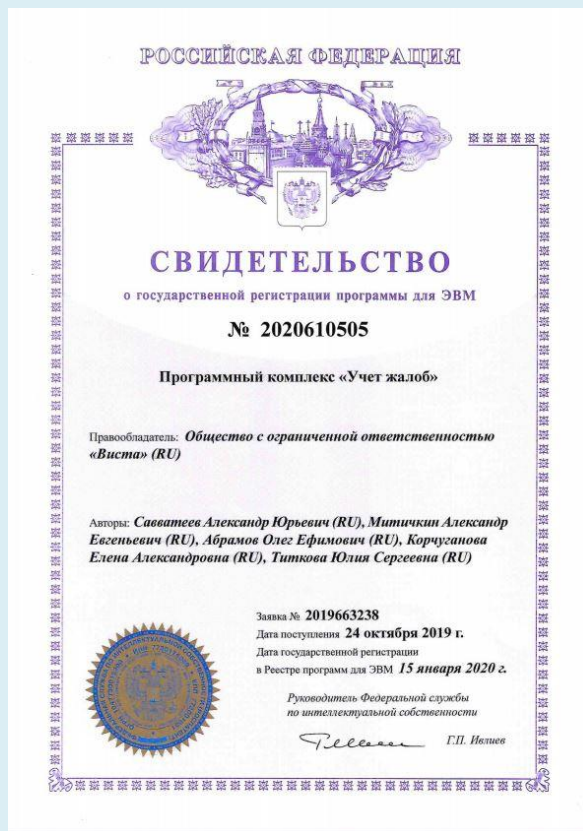 РОССИЙСКАЯ ФЕДЕРАЦИЯ
СВИДЕТЕЛЬСТВО
о государственной регистрации программы для ЭВМ
№ 2020610505
Программный комплекс «Учет жалоб»
Правообладатель: Общество с ограниченной ответственностью
«Виста» (RU)
Авторы: Савватеев Александр Юрьевич (RU), Митичкин Александр
Евгеньевич (RU), Абрамов Олег Ефимович (RU), Корчуганова
Елена Александровна (RU), Титкова Юлия Сергеевна (RU)
Заявка № 2019663238
Дата поступления 24 октября 2019 г.
Дата государственной регистрации
в Реестре программ для ЭВМ 15 января 2020 г.
Руководитель Федеральной службы
по интеллектуальной собственности
Г.П. Ивлиев